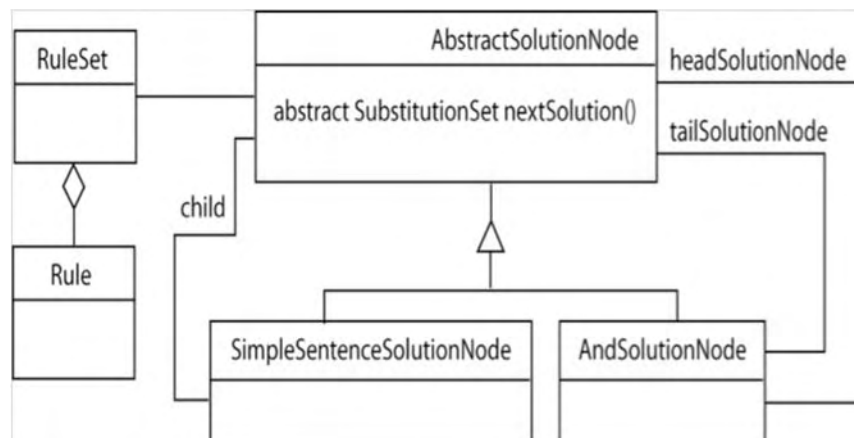 RuleSet
AbstractSolutionNode
headSolutionNode
abstract SubstitutionSet nextSolution()
tailSolutionNode
child
Rule
SimpleSentenceSolutionNode
AndSolutionNode